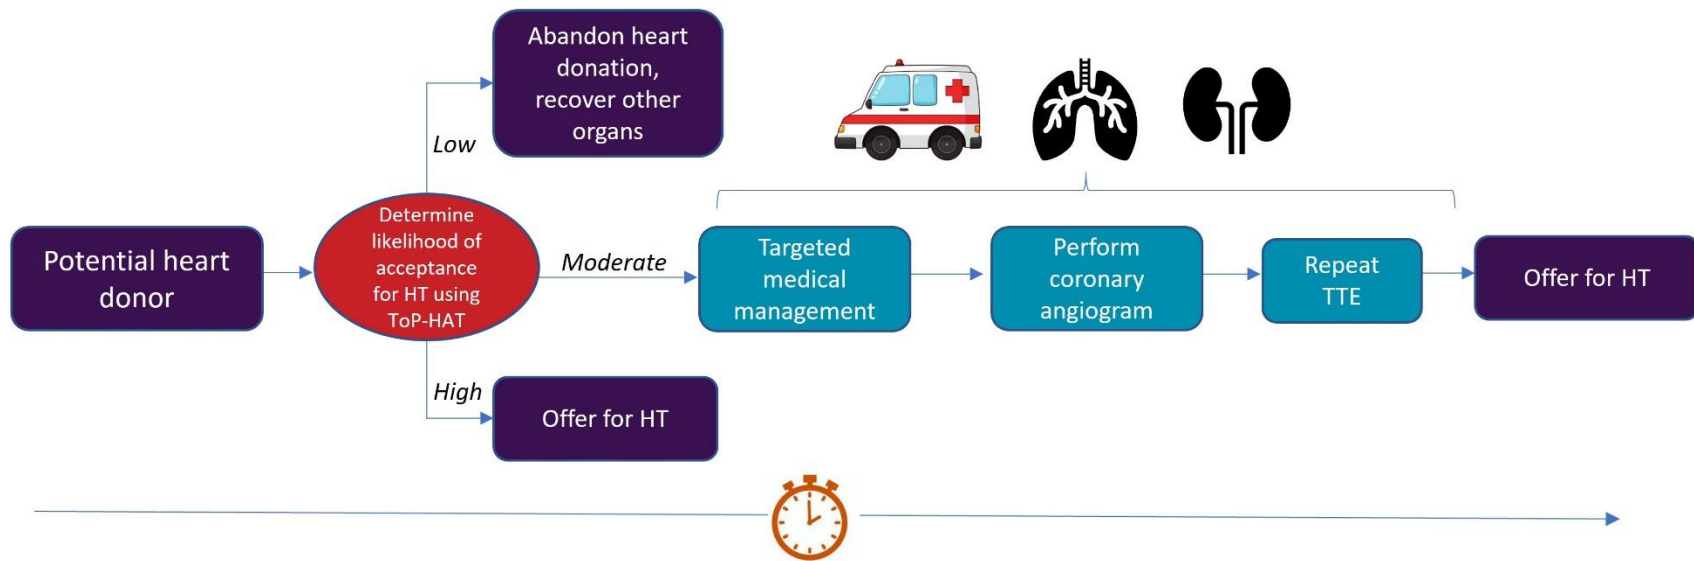 Abandon heart
donation,
recover other
organs
Low
Potential heart
donor
Determine
likelihood of
acceptance
for HT using
ToP-HAT
Moderate
Targeted
medical
management
Perform
coronary
angiogram
Repeat
TTE
Offer for HT
High
Offer for HT